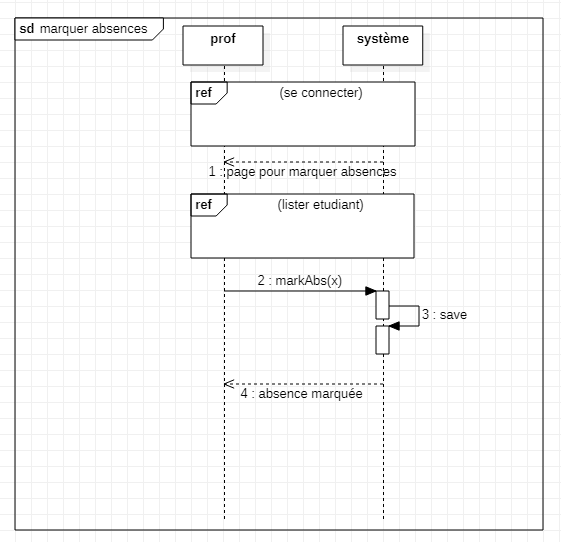 sd marquer absences
prof
système
ref
(se connecter)
1 : page pour marquer absences
ref
(lister etudiant)
2 : markAbs(x)
3 : save
4 : absence marquée